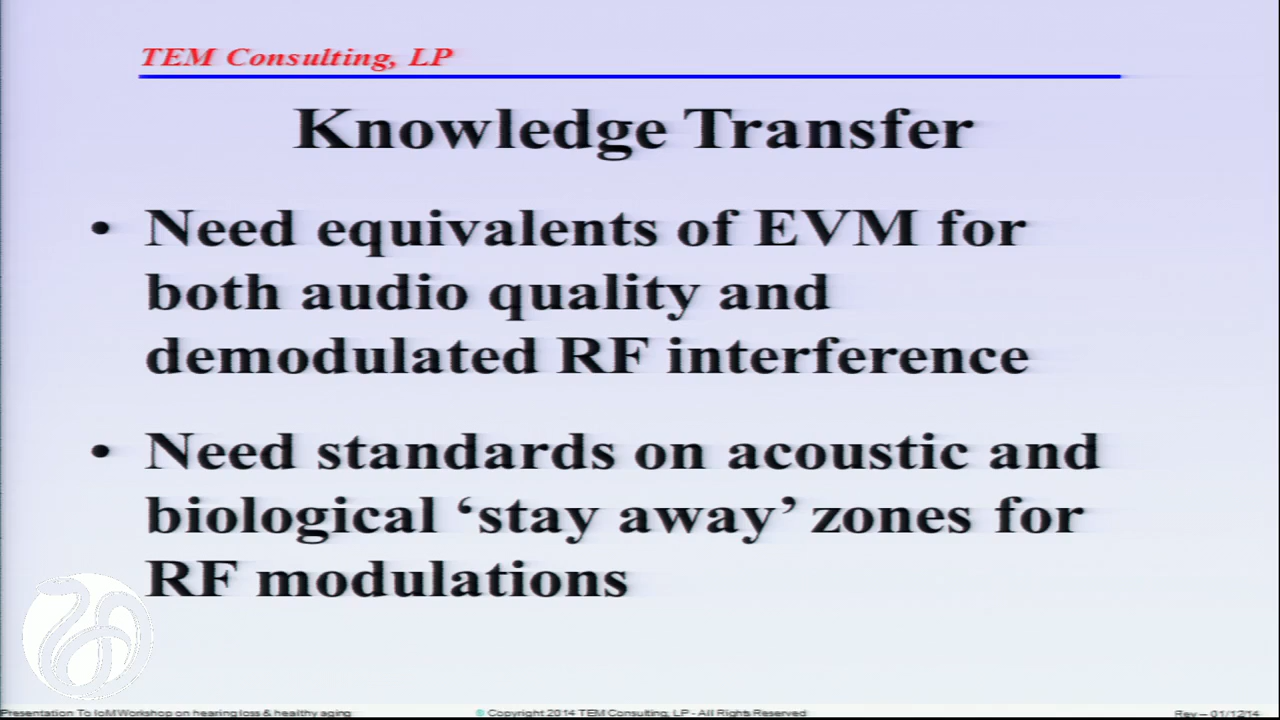 TEM Consulting, LP
Knowledge Transfer
• Need equivalents of EVM for
both audio quality and
demodulated RF interference
• Need standards on acoustic and
biological ‘stay away’ zones for
RF modulations
Presentation To IoM Workshop on hearing loss & healthy aging
© Copyright 2014 TEM Consulting, LP - All Rights Reserved
Rev – 01/12/14